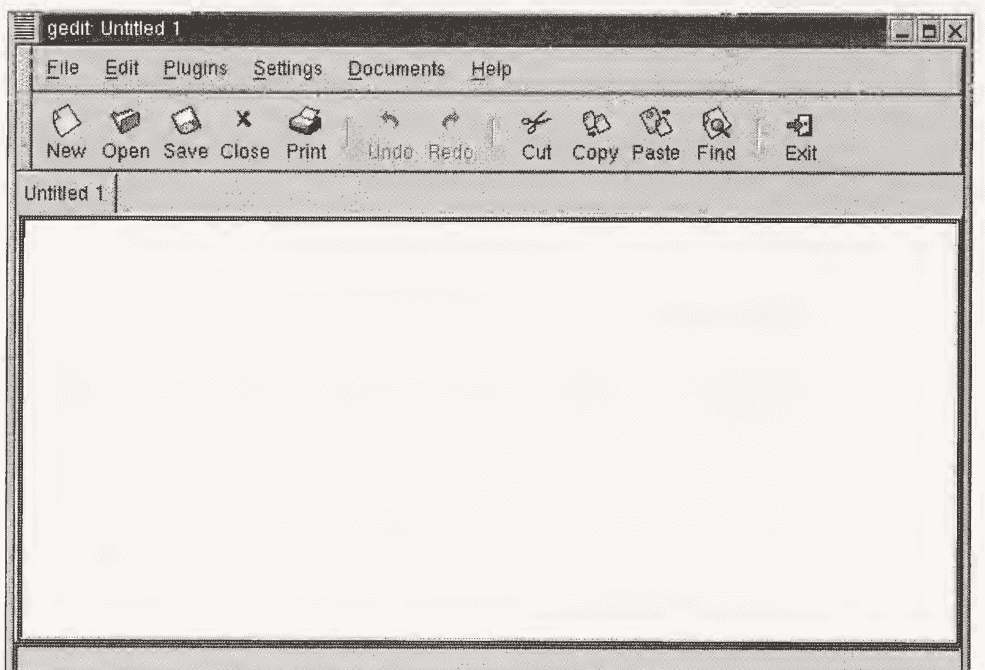 gedit: Untitled 1
File Edit Plugins Settings Documents Help
New Open Save Close Print Undo Redo Cut Copy Paste Find Exit
Untitled 1